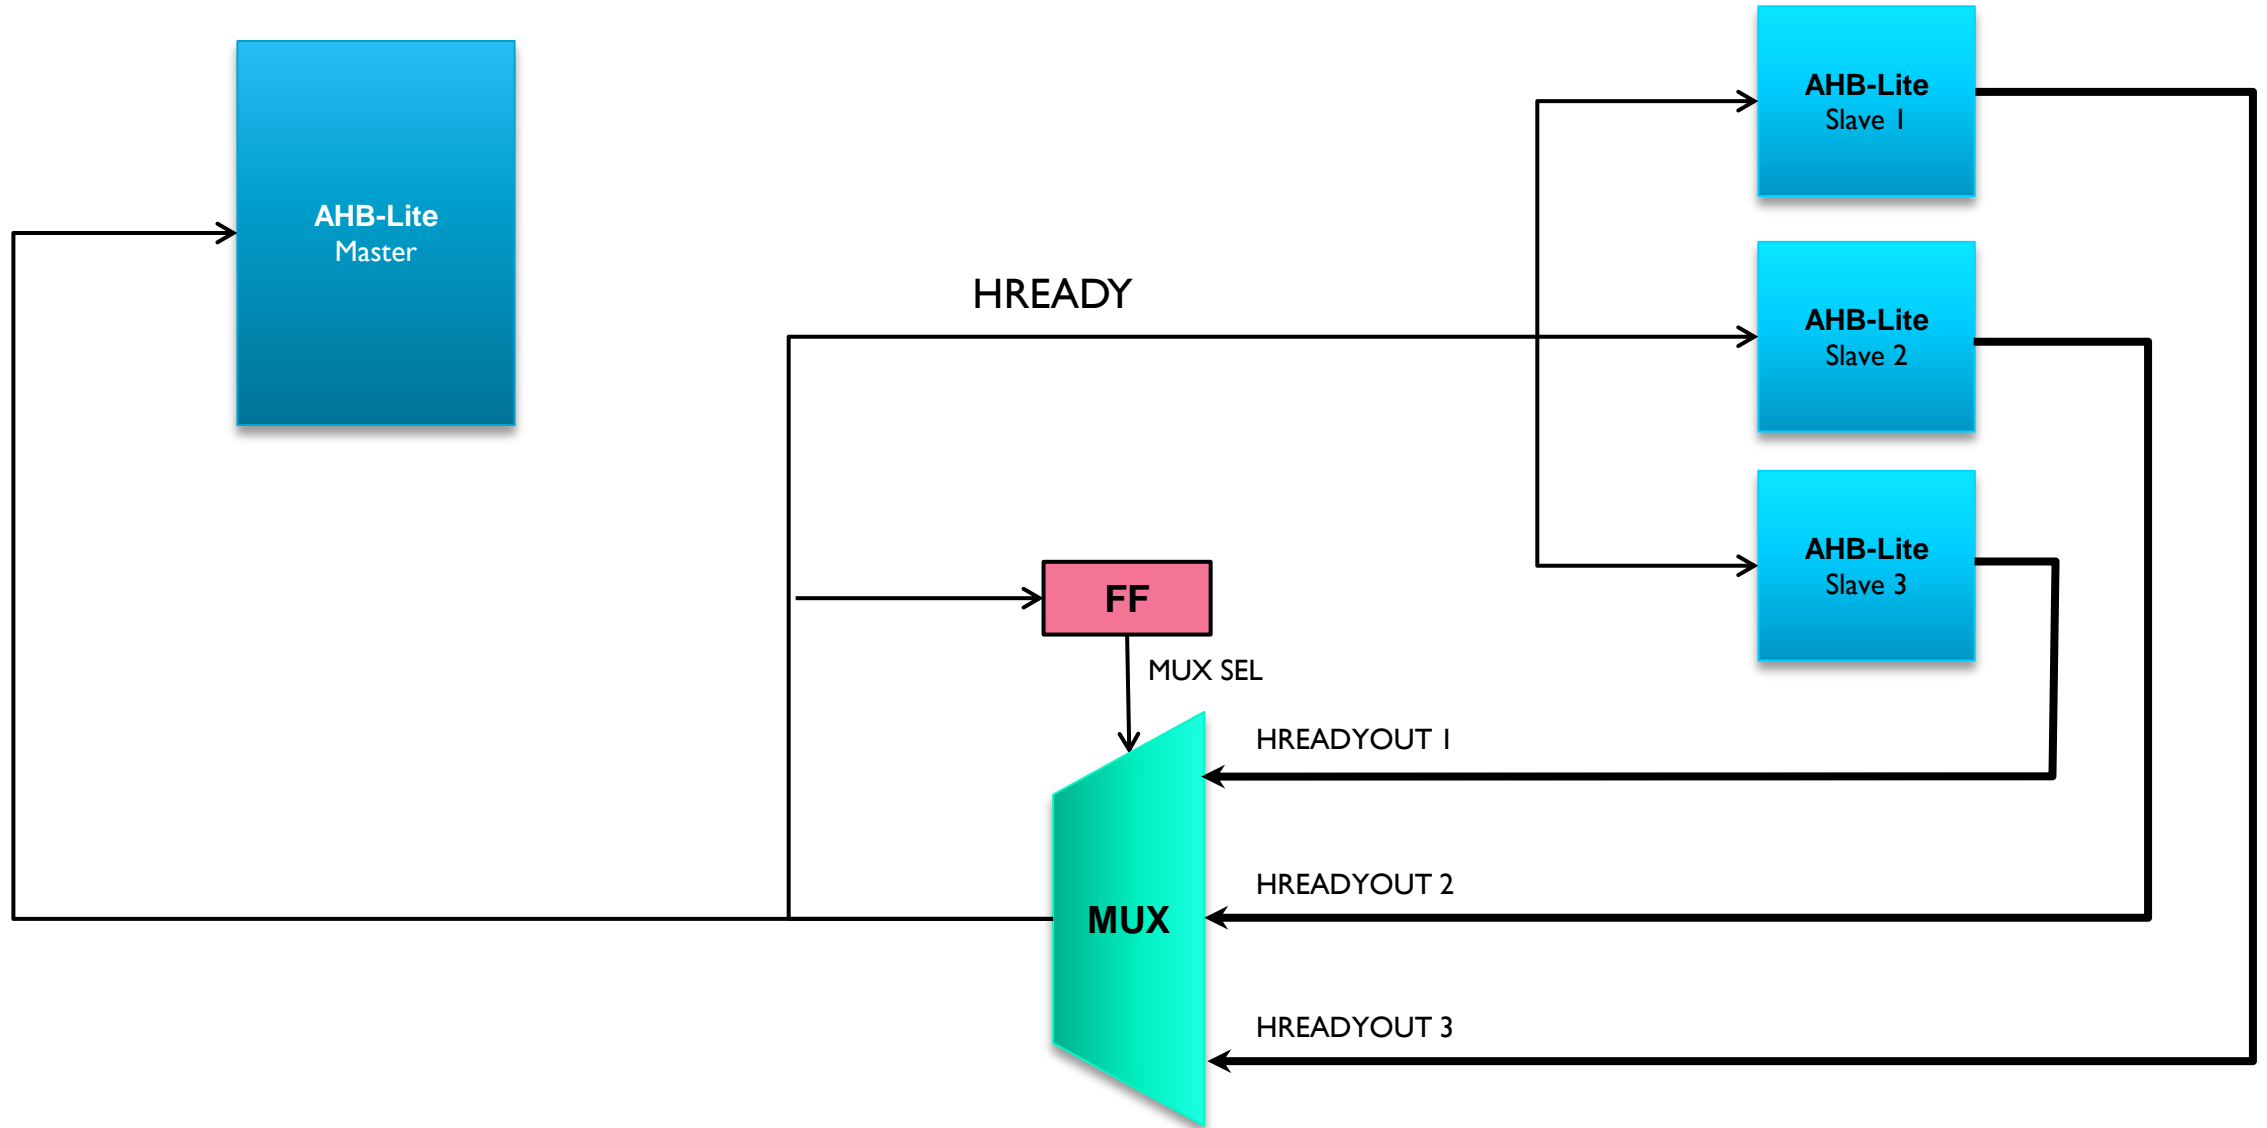 AHB-Lite
Slave 1
AHB-Lite
Master
HREADY
AHB-Lite
Slave 2
AHB-Lite
Slave 3
FF
MUX SEL
HREADYOUT 1
HREADYOUT 2
MUX
HREADYOUT 3